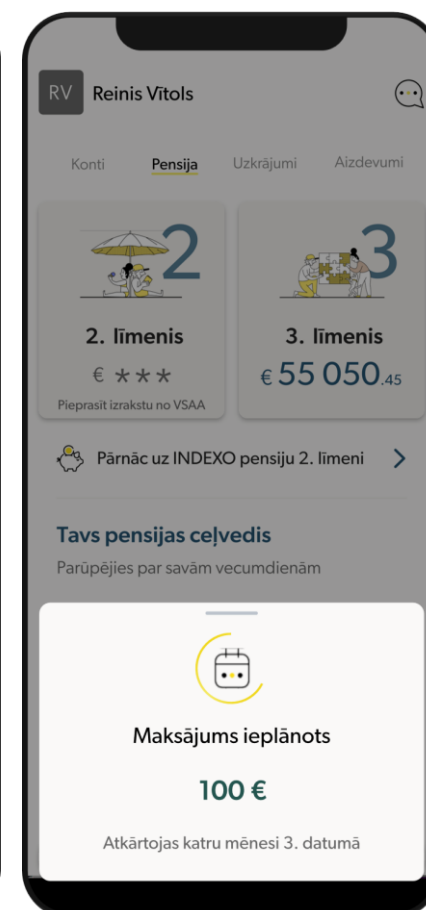 RV Reinis Vītols
Konti Pensija Uzkrājumi Aizdevumi
2 3
2. līmenis 3. līmenis
€ *** € 55 050.45
Pieprasīt izrakstu no VSAA
Pārnāc uz INDEXO pensiju 2. līmeni
Tavs pensijas ceļvedis
Parūpējies par savām vecumdienām
Maksājums ieplānots
100 €
Atkārtojas katru mēnesi 3. datumā